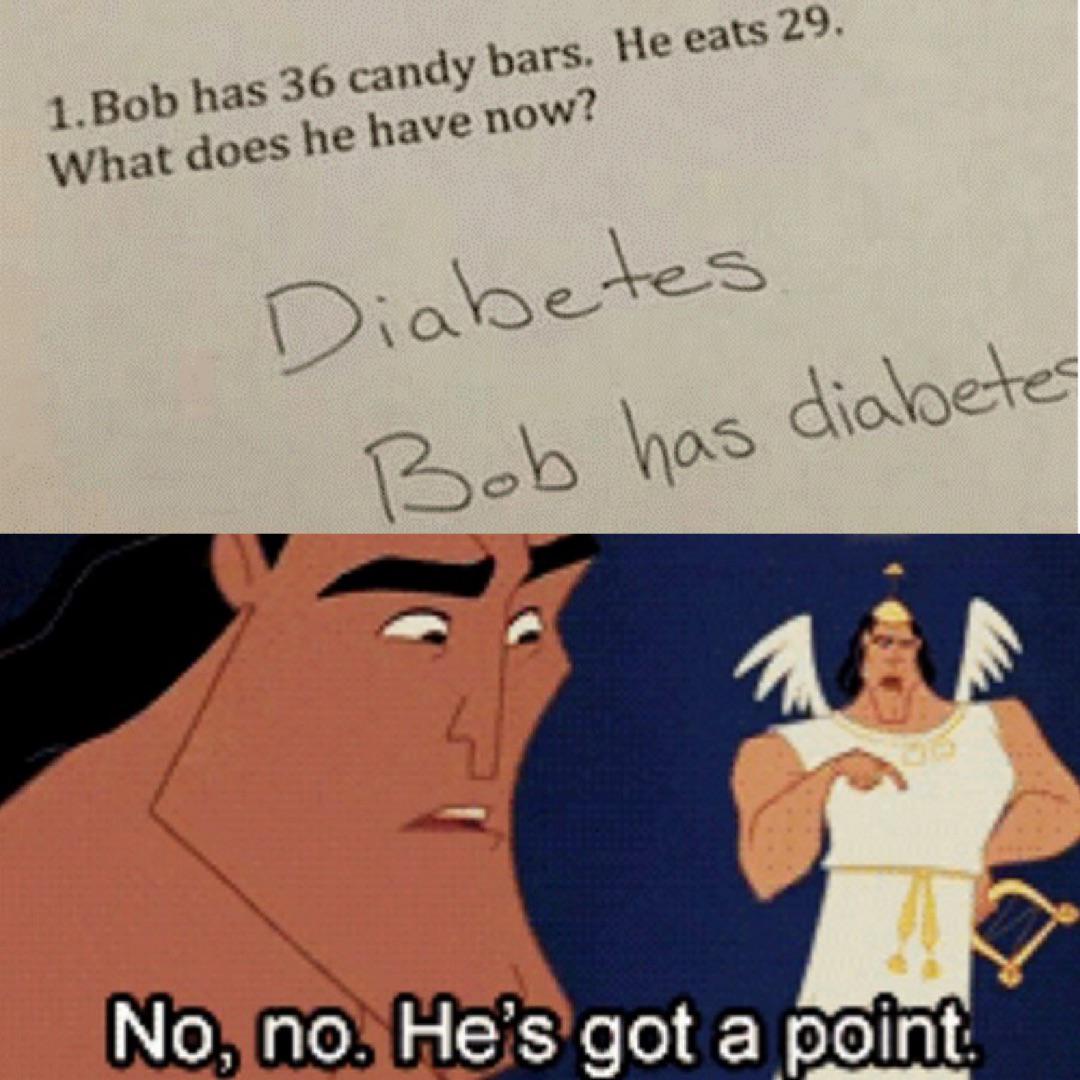 1.Bob has 36 candy bars. He eats 29.
What does he have now?
Diabetes
Bob has diabetes
No, no. He's got a point.